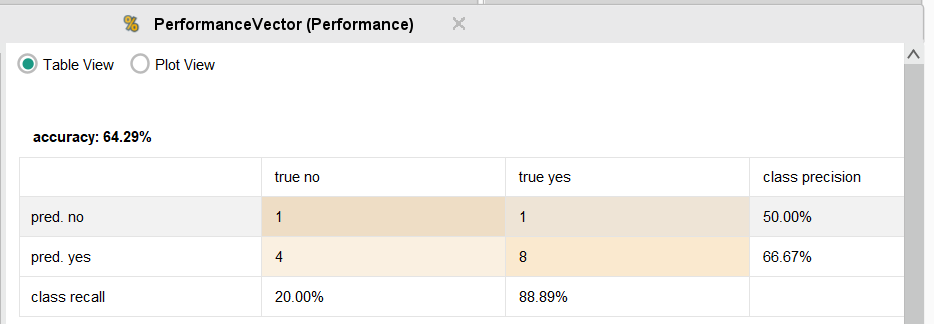 % PerformanceVector (Performance)
Table View Plot View
accuracy: 64.29%
true no true yes class precision
pred. no 1 1 50.00%
pred. yes 4 8 66.67%
class recall 20.00% 88.89%